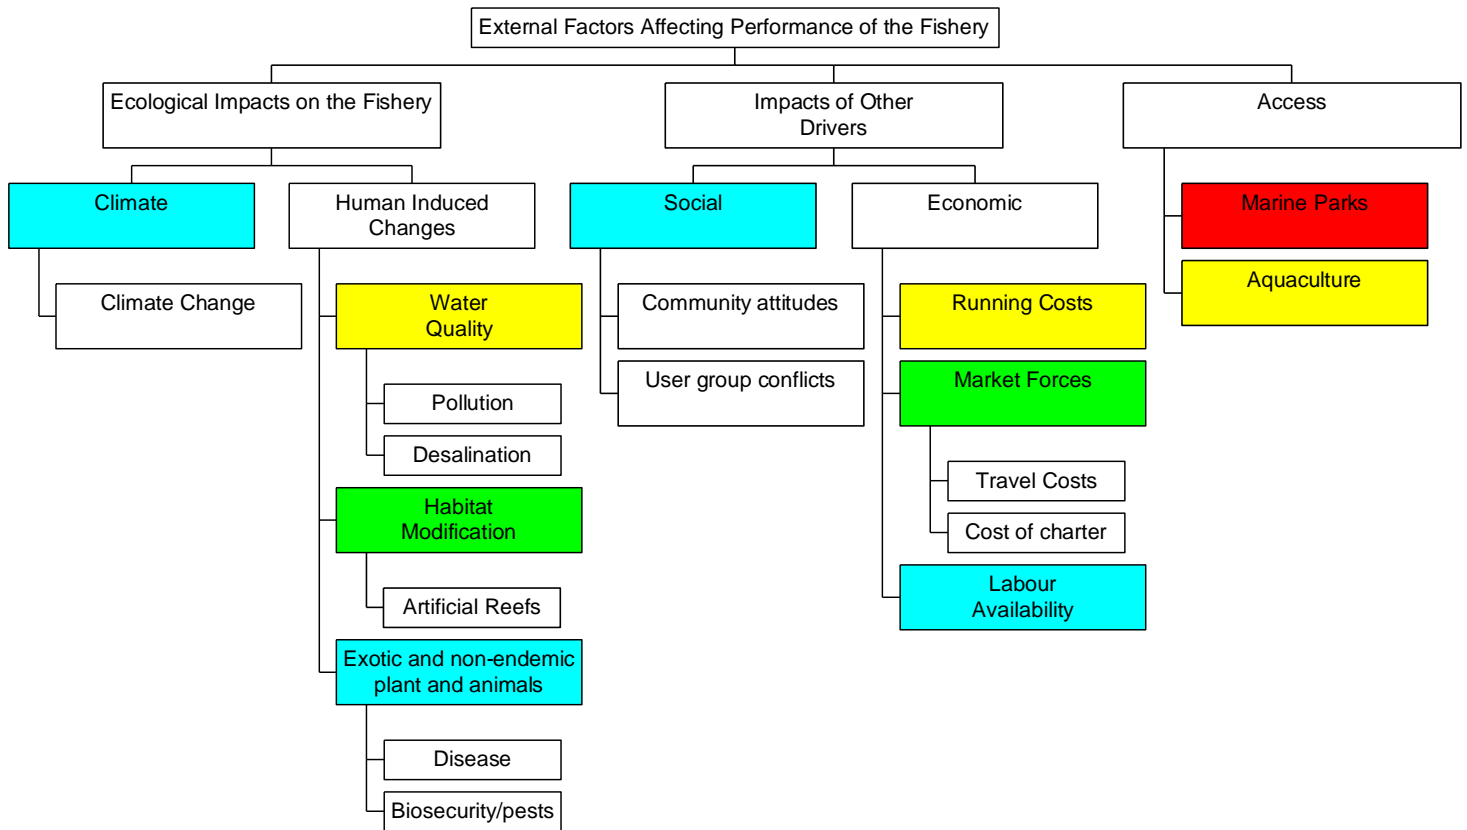 External Factors Affecting Performance of the Fishery
Ecological Impacts on the Fishery
Impacts of Other
Drivers
Access
Climate
Human Induced
Changes
Social
Economic
Marine Parks
Climate Change
Water
Quality
Community attitudes
Running Costs
Aquaculture
User group conflicts
Market Forces
Pollution
Desalination
Travel Costs
Habitat
Modification
Cost of charter
Artificial Reefs
Labour
Availability
Exotic and non-endemic
plant and animals
Disease
Biosecurity/pests